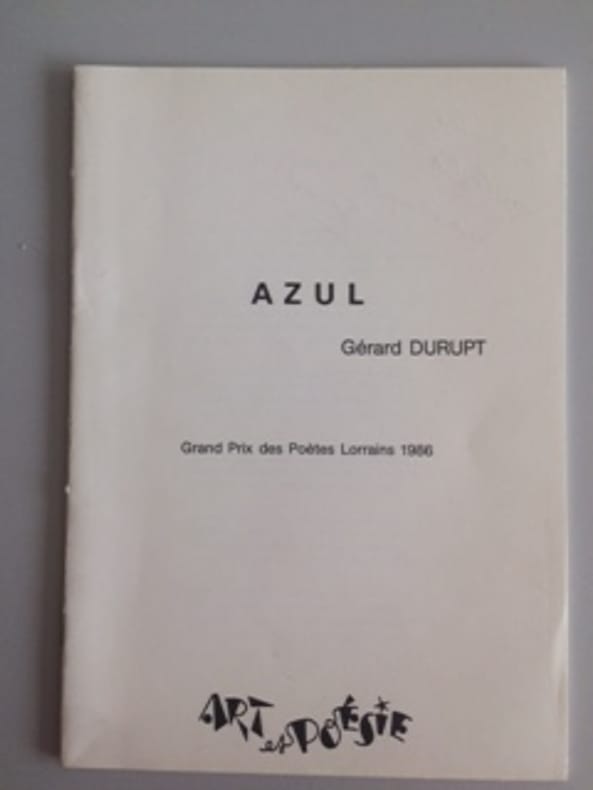 AZUL
Gérard DURUPT
Grand Prix des Poètes Lorrains 1986
ART et POÉSIE